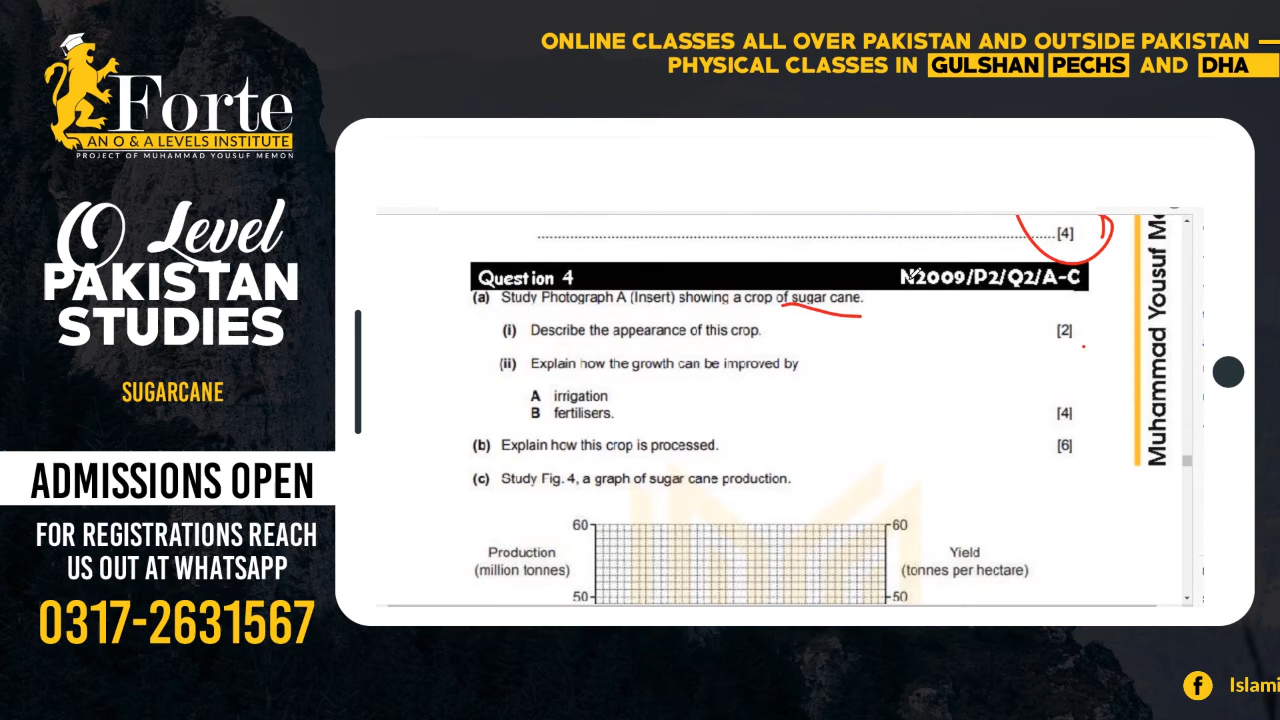 ONLINE CLASSES ALL OVER PAKISTAN AND OUTSIDE PAKISTAN
PHYSICAL CLASSES IN GULSHAN PECHS AND DHA
Forte
AN O & A LEVELS INSTITUTE
PROJECT OF MUHAMMAD YOUSUF MEMON
O Level
PAKISTAN
STUDIES
SUGARCANE
ADMISSIONS OPEN
FOR REGISTRATIONS REACH
US OUT AT WHATSAPP
0317-2631567
[4]
Question 4 N2009/P2/Q2/A-C
(a) Study Photograph A (Insert) showing a crop of sugar cane.
(i) Describe the appearance of this crop. [2]
(ii) Explain how the growth can be improved by
A irrigation
B fertilisers. [4]
(b) Explain how this crop is processed. [6]
(c) Study Fig. 4, a graph of sugar cane production.
60 60
Production Yield
(million tonnes) (tonnes per hectare)
50 50
Muhammad Yousuf
Islami